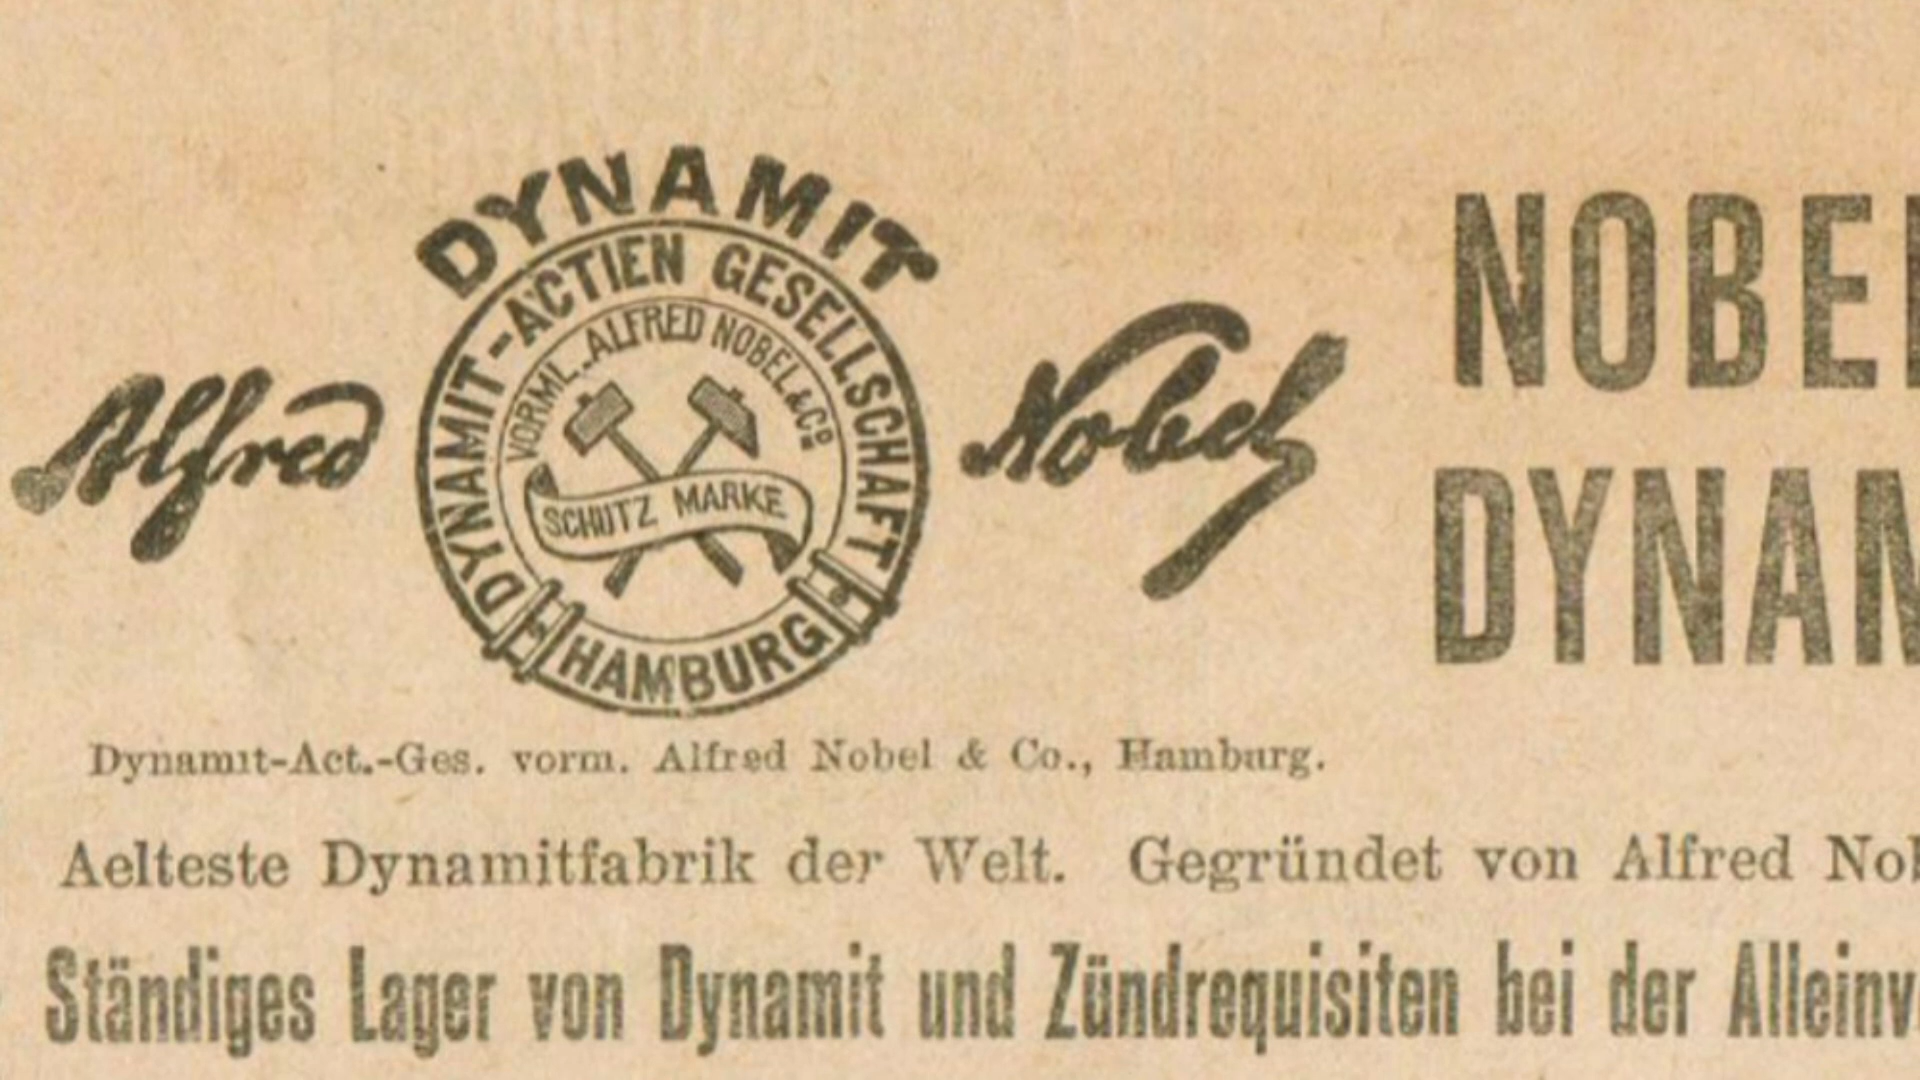 DYNAMIT
DYNAMIT-ACTIEN GESELLSCHAFT
VORML. ALFRED NOBEL & Co
SCHUTZ MARKE
HAMBURG
Alfred Nobel
NOBEL
DYNAM
Dynamit-Act.-Ges. vorm. Alfred Nobel & Co., Hamburg.
Aelteste Dynamitfabrik der Welt. Gegründet von Alfred Nob
Ständiges Lager von Dynamit und Zündrequisiten bei der Alleinv